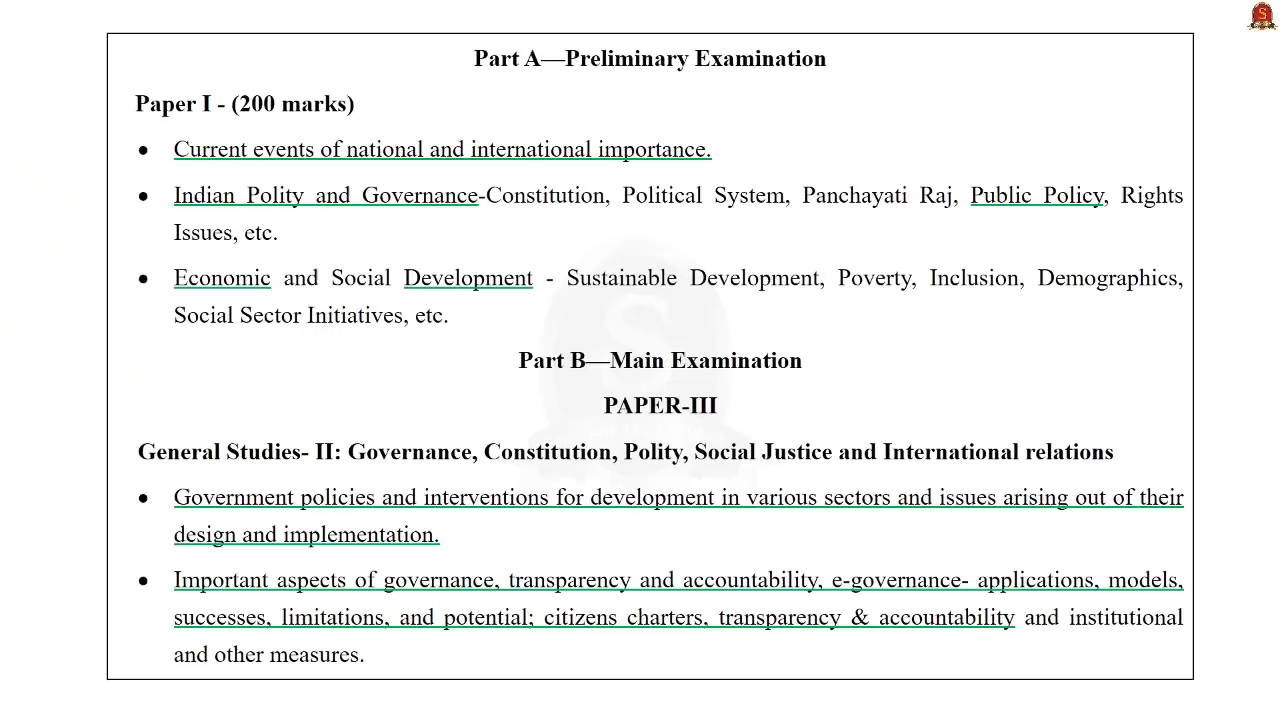 Part A—Preliminary Examination
Paper I - (200 marks)
● Current events of national and international importance.
● Indian Polity and Governance-Constitution, Political System, Panchayati Raj, Public Policy, Rights
Issues, etc.
● Economic and Social Development - Sustainable Development, Poverty, Inclusion, Demographics,
Social Sector Initiatives, etc.
Part B—Main Examination
PAPER-III
General Studies- II: Governance, Constitution, Polity, Social Justice and International relations
● Government policies and interventions for development in various sectors and issues arising out of their
design and implementation.
● Important aspects of governance, transparency and accountability, e-governance- applications, models,
successes, limitations, and potential; citizens charters, transparency & accountability and institutional
and other measures.